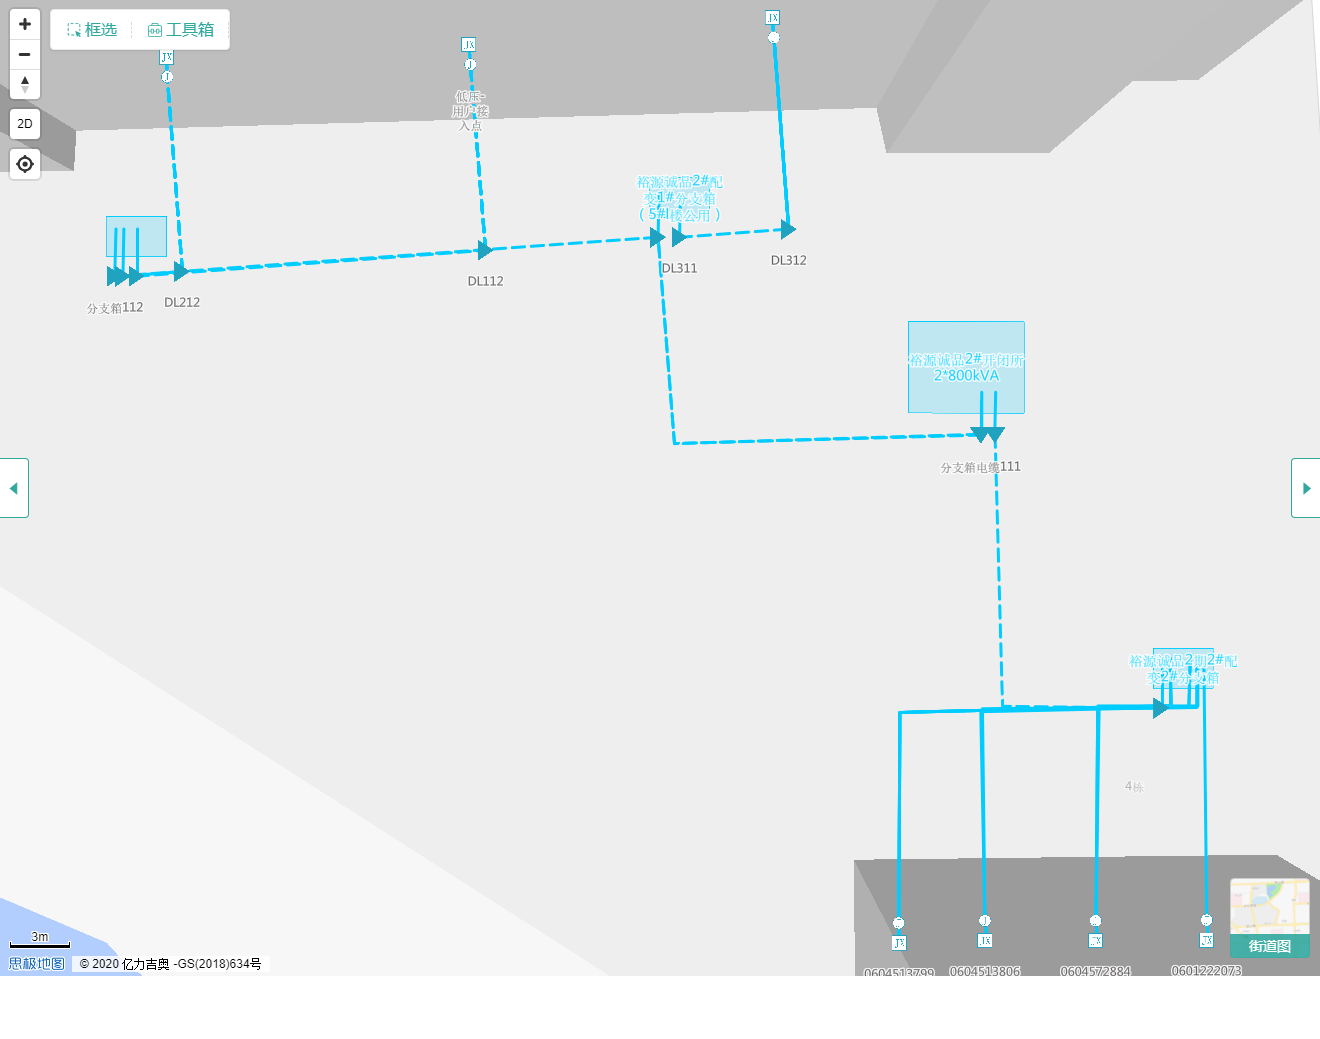 框选
工具箱
2D
JX
JX
JX
低压-
用户接
入点
裕源诚品2#配
变1#分支箱
(5#楼公用)
分支箱112
DL212
DL112
DL311
DL312
裕源诚品2#开闭所
2*800kVA
分支箱电缆111
裕源诚品2期2#配
变2#分支箱
4栋
JX
JX
JX
JX
0604513799
0604513806
0604572884
0601222073
街道图
3m
思极地图
© 2020 亿力吉奥 -GS(2018)634号